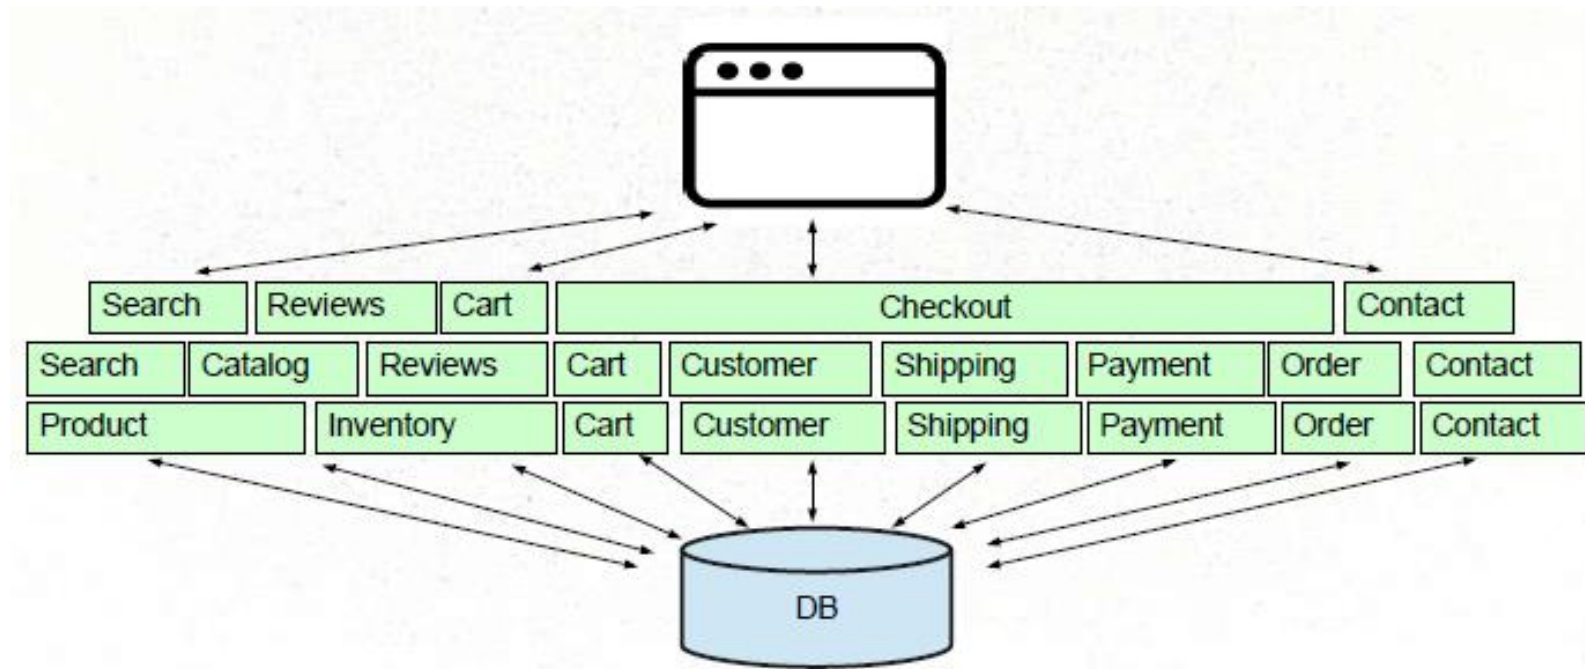 Search Reviews Cart Checkout Contact
Search Catalog Reviews Cart Customer Shipping Payment Order Contact
Product Inventory Cart Customer Shipping Payment Order Contact
DB